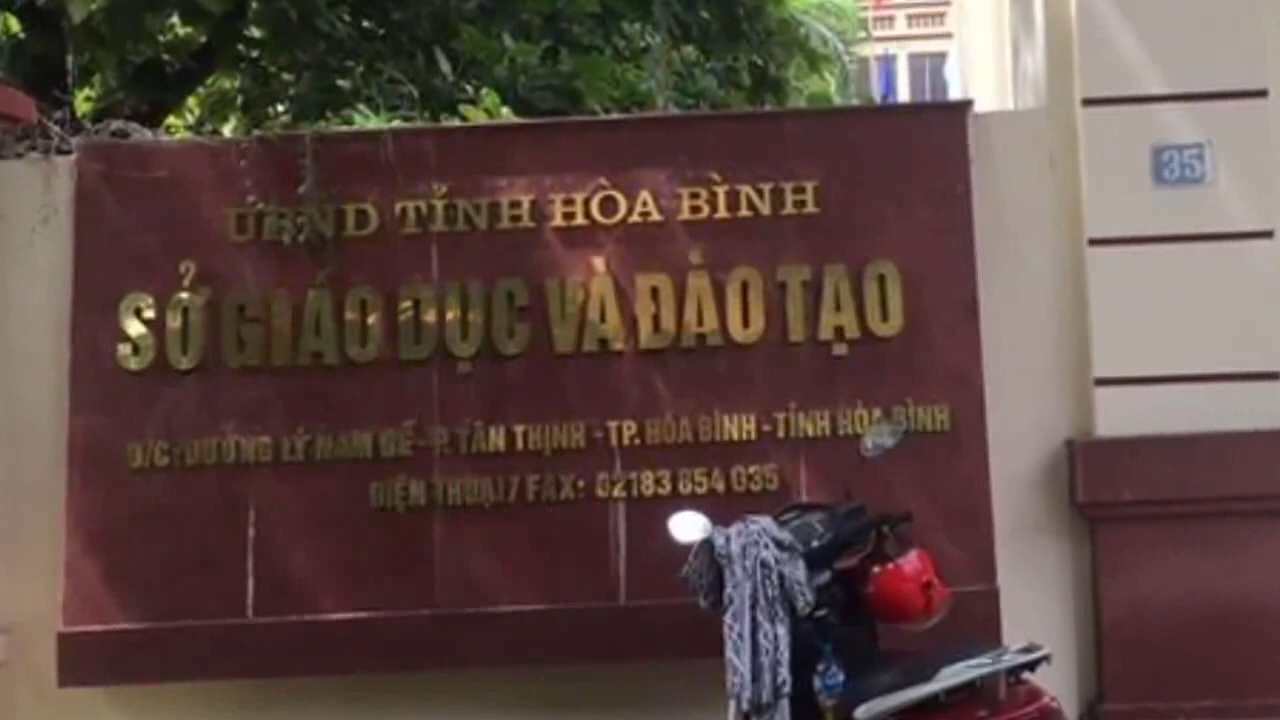 UBND TỈNH HÒA BÌNH
SỞ GIÁO DỤC VÀ ĐÀO TẠO
Đ/C: ĐƯỜNG LÝ NAM ĐẾ - P. TÂN THỊNH - TP. HÒA BÌNH - TỈNH HÒA BÌNH
ĐIỆN THOẠI / FAX: 02183 854 035
35